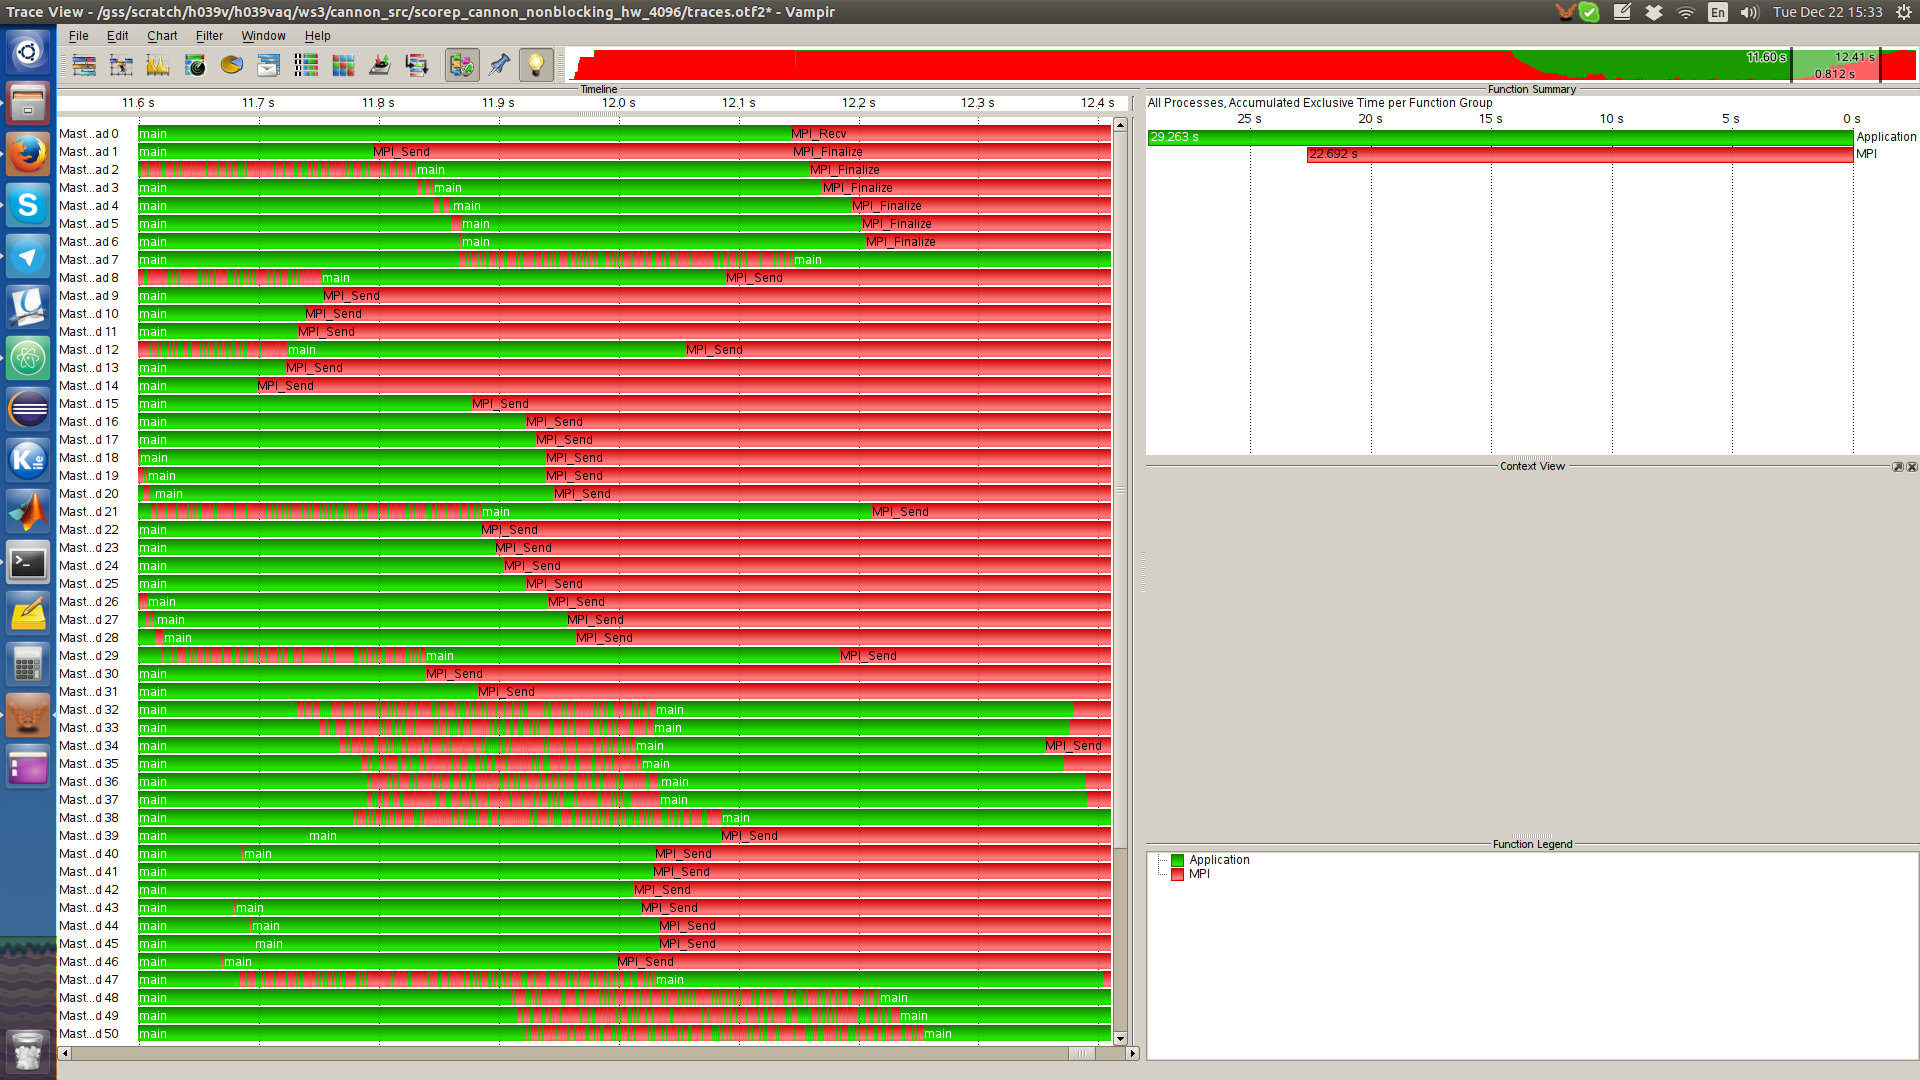 Trace View - /gss/scratch/h039v/h039vaq/ws3/cannon_src/scorep_cannon_nonblocking_hw_4096/traces.otf2* - Vampir
En
Tue Dec 22 15:33
File Edit Chart Filter Window Help
11.60 s 12.41 s
0.812 s
Timeline
11.6 s 11.7 s 11.8 s 11.9 s 12.0 s 12.1 s 12.2 s 12.3 s 12.4 s
Mast...ad 0 main MPI_Recv
Mast...ad 1 main MPI_Send MPI_Finalize
Mast...ad 2 main MPI_Finalize
Mast...ad 3 main main MPI_Finalize
Mast...ad 4 main main MPI_Finalize
Mast...ad 5 main main MPI_Finalize
Mast...ad 6 main main MPI_Finalize
Mast...ad 7 main main
Mast...ad 8 main MPI_Send
Mast...ad 9 main MPI_Send
Mast...d 10 main MPI_Send
Mast...d 11 main MPI_Send
Mast...d 12 main MPI_Send
Mast...d 13 main MPI_Send
Mast...d 14 main MPI_Send
Mast...d 15 main MPI_Send
Mast...d 16 main MPI_Send
Mast...d 17 main MPI_Send
Mast...d 18 main MPI_Send
Mast...d 19 main MPI_Send
Mast...d 20 main MPI_Send
Mast...d 21 main MPI_Send
Mast...d 22 main MPI_Send
Mast...d 23 main MPI_Send
Mast...d 24 main MPI_Send
Mast...d 25 main MPI_Send
Mast...d 26 main MPI_Send
Mast...d 27 main MPI_Send
Mast...d 28 main MPI_Send
Mast...d 29 main MPI_Send
Mast...d 30 main MPI_Send
Mast...d 31 main MPI_Send
Mast...d 32 main main
Mast...d 33 main main
Mast...d 34 main main MPI_Send
Mast...d 35 main main
Mast...d 36 main main
Mast...d 37 main main
Mast...d 38 main main
Mast...d 39 main main MPI_Send
Mast...d 40 main main MPI_Send
Mast...d 41 main MPI_Send
Mast...d 42 main MPI_Send
Mast...d 43 main main MPI_Send
Mast...d 44 main main MPI_Send
Mast...d 45 main main MPI_Send
Mast...d 46 main main MPI_Send
Mast...d 47 main main
Mast...d 48 main main
Mast...d 49 main main
Mast...d 50 main main
Function Summary
All Processes, Accumulated Exclusive Time per Function Group
25 s 20 s 15 s 10 s 5 s 0 s
29.263 s Application
22.692 s MPI
Context View
Function Legend
Application
MPI